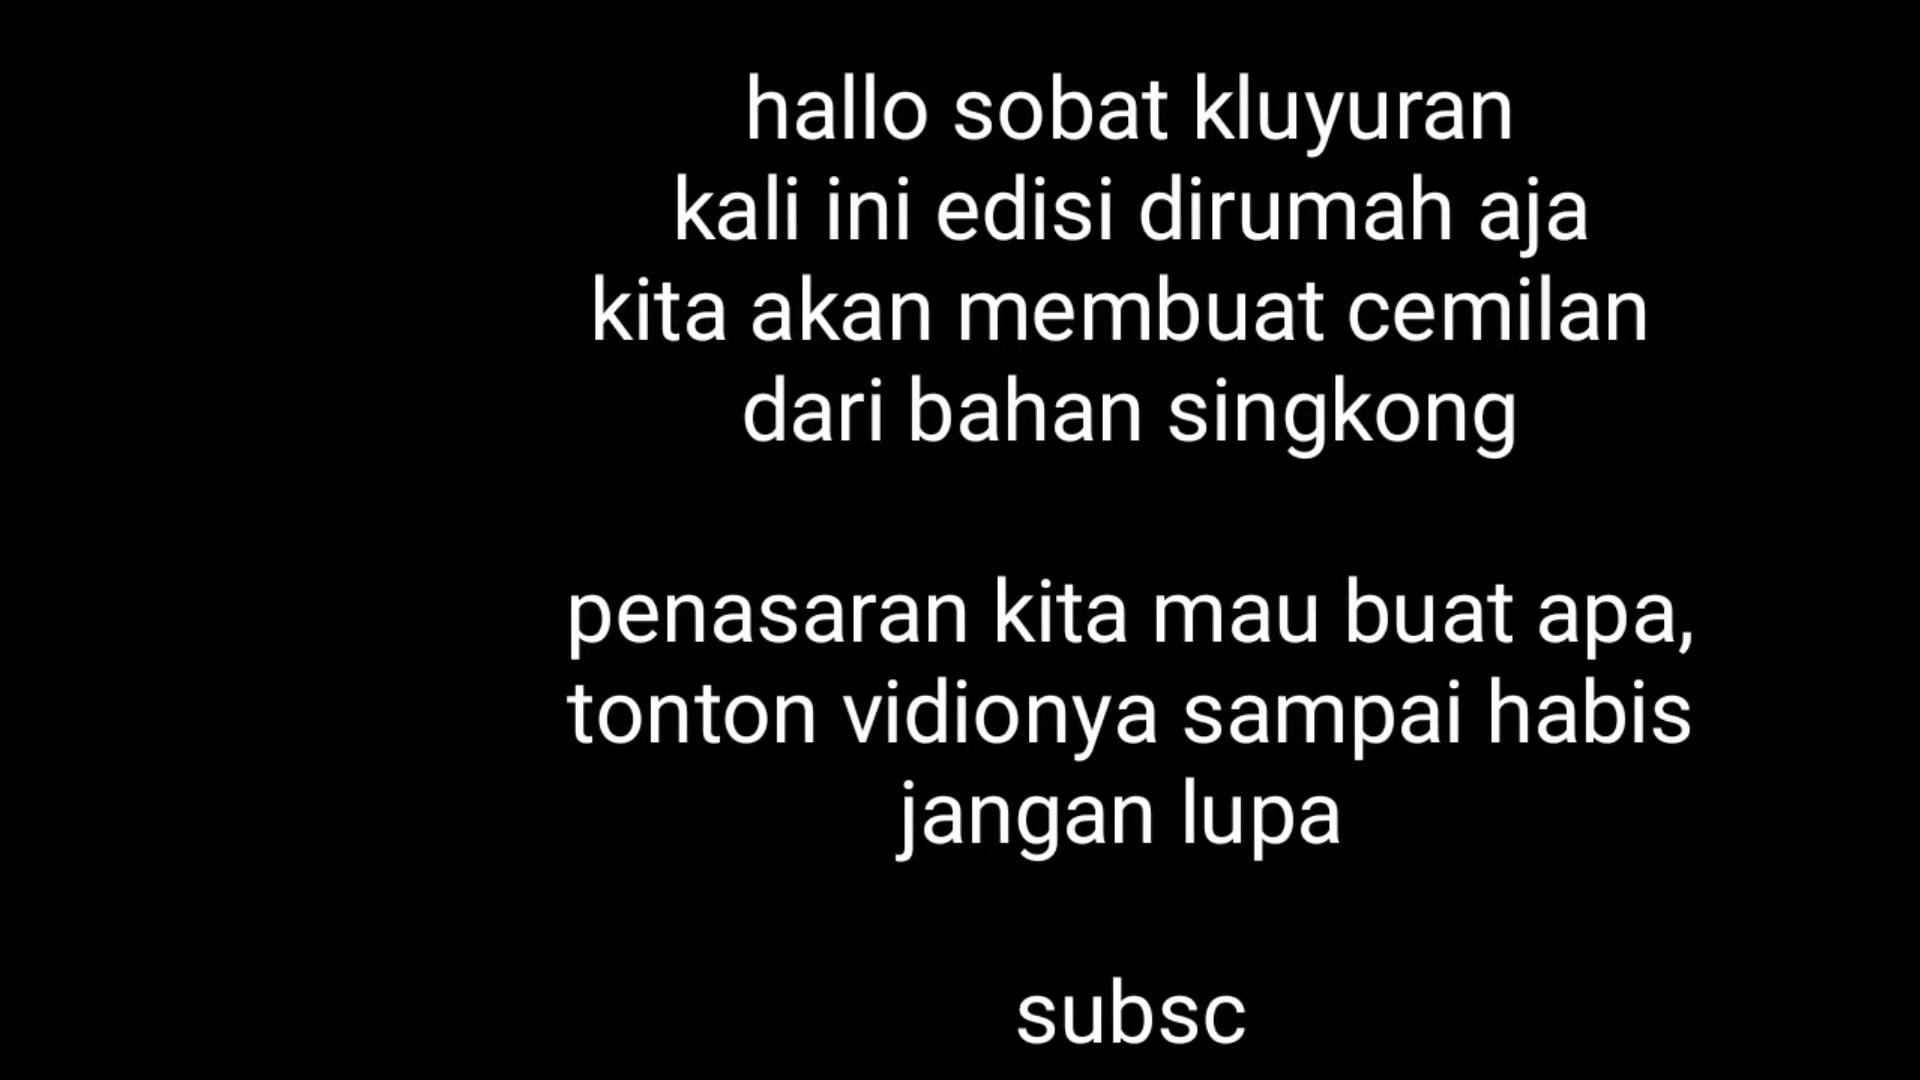 hallo sobat kluyuran
kali ini edisi dirumah aja
kita akan membuat cemilan
dari bahan singkong
penasaran kita mau buat apa,
tonton vidionya sampai habis
jangan lupa
subsc